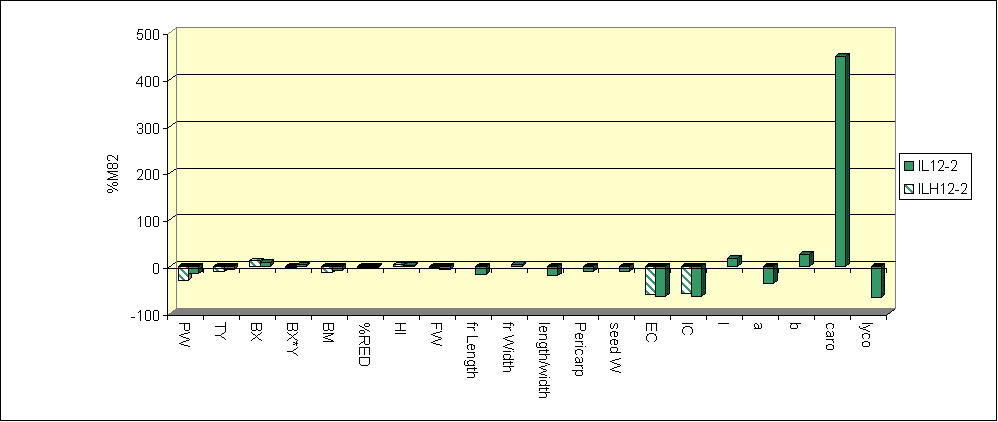 500
400
300
200
100
0
-100
%M82
PW
TY
BX
BX*Y
BM
%RED
HI
FW
fr Length
fr Width
length/width
Pericarp
seed W
EC
IC
l
a
b
caro
lyco
IL12-2
ILH12-2